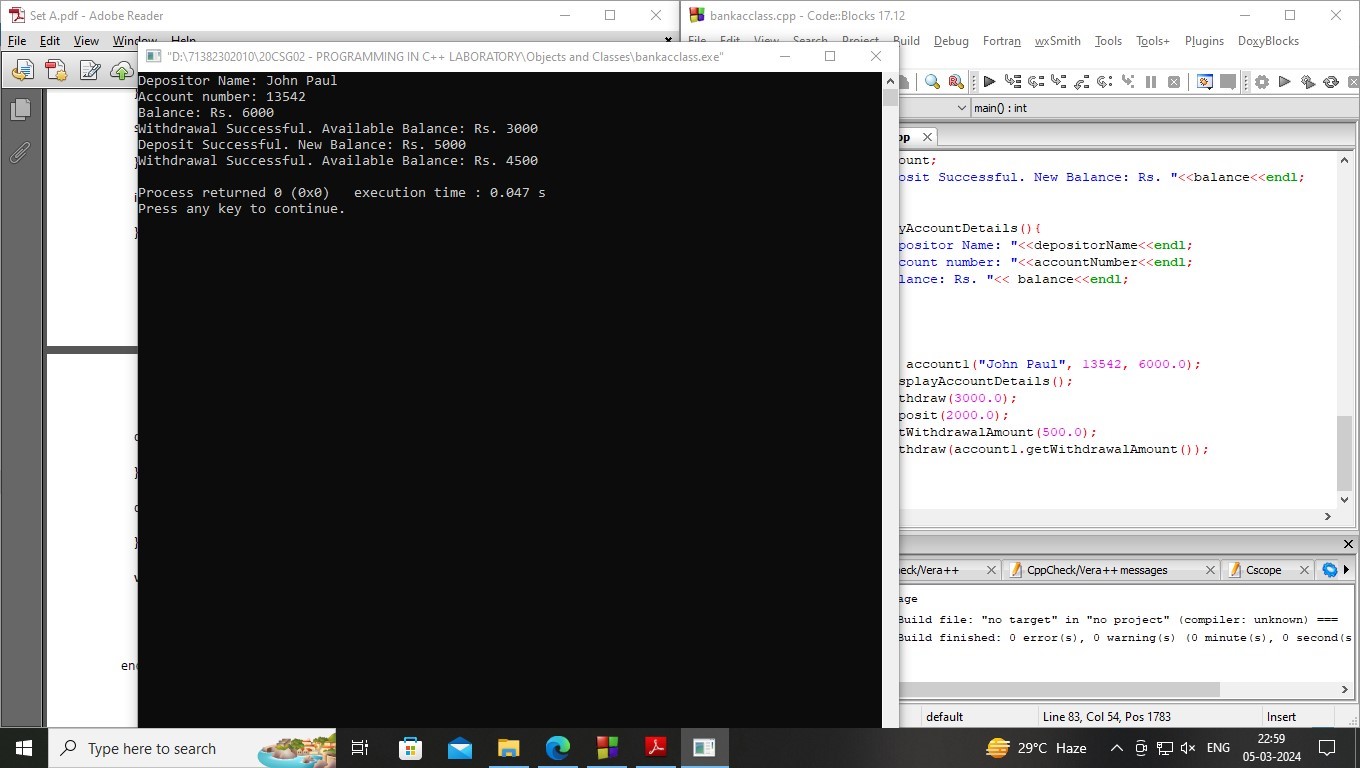 Set A.pdf - Adobe Reader
File Edit View Window Help
"D:\71382302010\20CSG02 - PROGRAMMING IN C++ LABORATORY\Objects and Classes\bankacclass.exe"
Depositor Name: John Paul
Account number: 13542
Balance: Rs. 6000
Withdrawal Successful. Available Balance: Rs. 3000
Deposit Successful. New Balance: Rs. 5000
Withdrawal Successful. Available Balance: Rs. 4500
Process returned 0 (0x0)   execution time : 0.047 s
Press any key to continue.
bankacclass.cpp - Code::Blocks 17.12
File Edit View Search Project Build Debug Fortran wxSmith Tools Tools+ Plugins DoxyBlocks
main() : int
pp
ount;
osit Successful. New Balance: Rs. "<<balance<<endl;
yAccountDetails(){
positor Name: "<<depositorName<<endl;
count number: "<<accountNumber<<endl;
lance: Rs. "<< balance<<endl;
account1("John Paul", 13542, 6000.0);
splayAccountDetails();
thdraw(3000.0);
posit(2000.0);
tWithdrawalAmount(500.0);
thdraw(account1.getWithdrawalAmount());
eck/Vera++ CppCheck/Vera++ messages Cscope
age
Build file: "no target" in "no project" (compiler: unknown) ===
Build finished: 0 error(s), 0 warning(s) (0 minute(s), 0 second(s
default Line 83, Col 54, Pos 1783 Insert
}
}
}
}
}
end
Type here to search
29°C Haze
ENG
22:59
05-03-2024